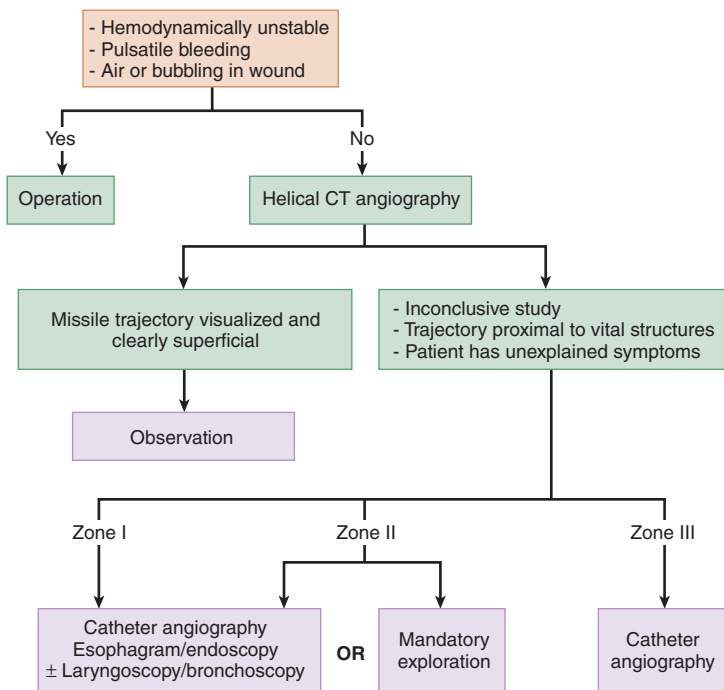 - Hemodynamically unstable
- Pulsatile bleeding
- Air or bubbling in wound
Yes
No
Operation
Helical CT angiography
Missile trajectory visualized and
clearly superficial
- Inconclusive study
- Trajectory proximal to vital structures
- Patient has unexplained symptoms
Observation
Zone I
Zone II
Zone III
Catheter angiography
Esophagram/endoscopy
± Laryngoscopy/bronchoscopy
OR
Mandatory
exploration
Catheter
angiography